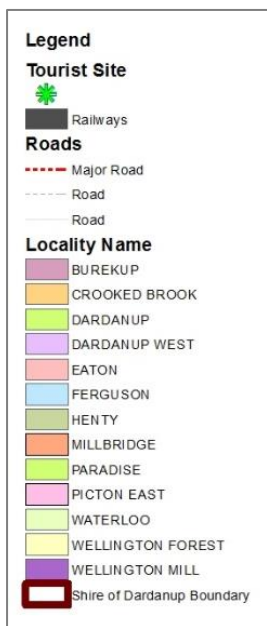 Legend
Tourist Site
Railways
Roads
Major Road
Road
Road
Locality Name
BUREKUP
CROOKED BROOK
DARDANUP
DARDANUP WEST
EATON
FERGUSON
HENTY
MILLBRIDGE
PARADISE
PICTON EAST
WATERLOO
WELLINGTON FOREST
WELLINGTON MILL
Shire of Dardanup Boundary